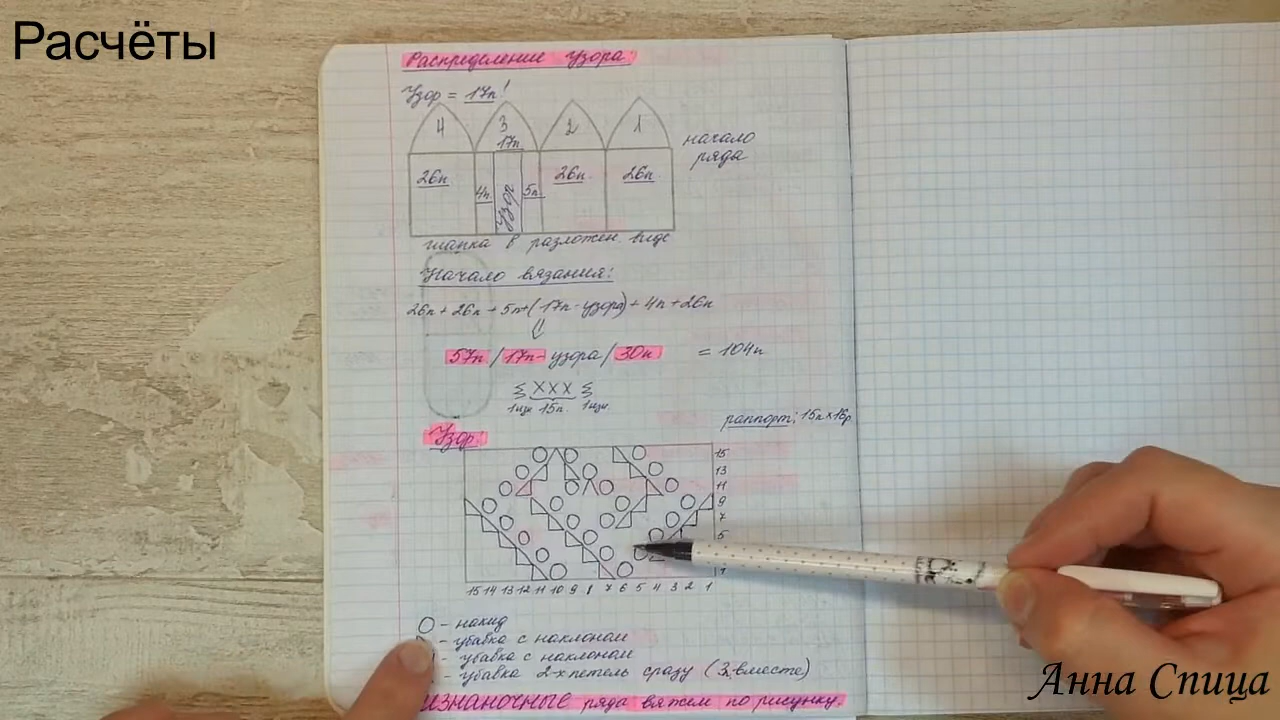 Расчёты
Распределение узора:
Узор = 17п!
4 3 2 1
17п
начало
ряда
26п. 4п. узор 5п. 26п. 26п.
шапка в разложен. виде
Начало вязания:
26п + 26п + 5п + (17п - узора) + 4п + 26п
57п / 17п - узора / 30п = 104п
{ x x x }
1изн 15п. 1изн.
раппорт: 15п x 16р
Узор:
15
13
11
9
7
5
1
15 14 13 12 11 10 9 8 7 6 5 4 3 2 1
O - накид
- убавка с наклоном
- убавка с наклоном
- убавка 2х петель сразу (3 вместе)
изнаночные ряда вяжем по рисунку.
Анна Спица